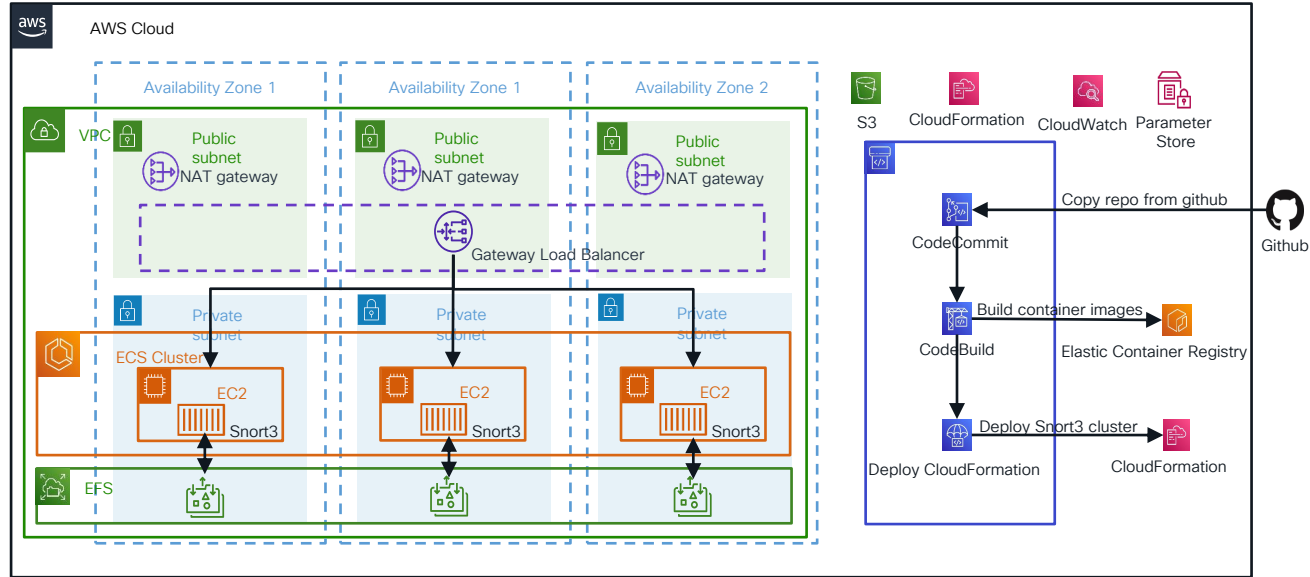 aws
AWS Cloud
Availability Zone 1
Availability Zone 1
Availability Zone 2
S3
CloudFormation
CloudWatch
Parameter
Store
VPC
Public
subnet
NAT gateway
Public
subnet
NAT gateway
Public
subnet
NAT gateway
Gateway Load Balancer
Copy repo from github
Github
CodeCommit
Private
subnet
Private
subnet
Private
subnet
Build container images
CodeBuild
Elastic Container Registry
ECS Cluster
EC2
Snort3
EC2
Snort3
EC2
Snort3
Deploy Snort3 cluster
Deploy CloudFormation
CloudFormation
EFS